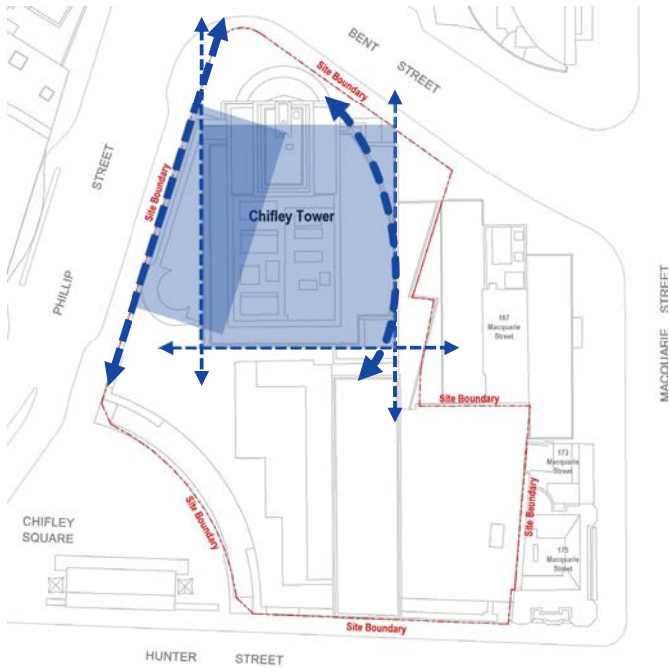 BENT
STREET
Site Boundary
PHILLIP
STREET
Site Boundary
Chifley Tower
MACQUARIE
STREET
167
Macquarie
Street
Site Boundary
173
Macquarie
Street
Site Boundary
CHIFLEY
SQUARE
Site Boundary
175
Macquarie
Street
Site Boundary
HUNTER
STREET